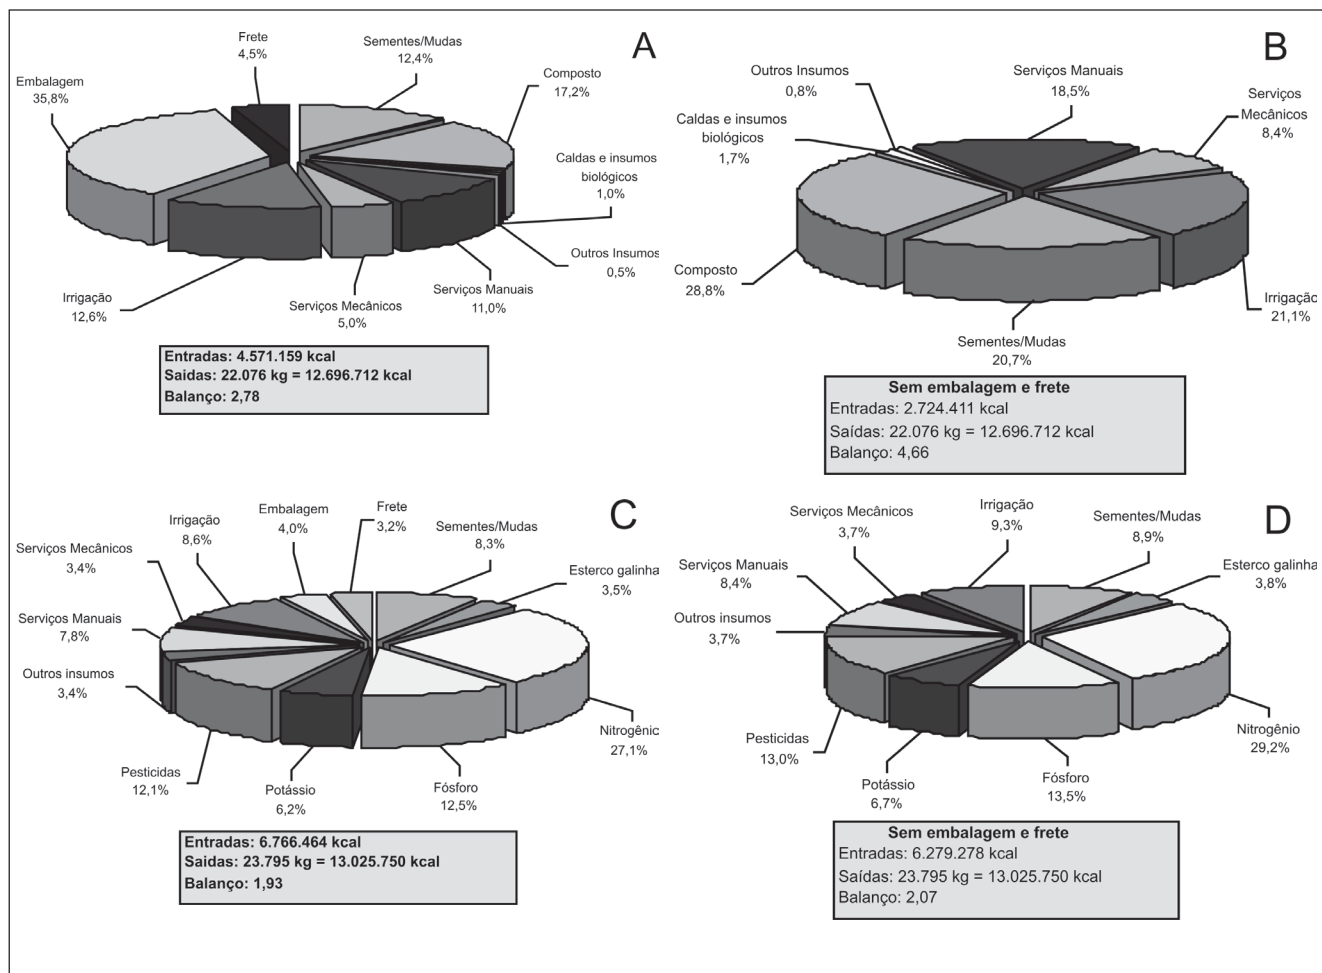 A
Frete
4,5%
Sementes/Mudas
12,4%
Embalagem
35,8%
Composto
17,2%
Caldas e insumos
biológicos
1,0%
Outros Insumos
0,5%
Serviços Manuais
11,0%
Serviços Mecânicos
5,0%
Irrigação
12,6%
Entradas: 4.571.159 kcal
Saidas: 22.076 kg = 12.696.712 kcal
Balanço: 2,78
B
Outros Insumos
0,8%
Serviços Manuais
18,5%
Serviços
Mecânicos
8,4%
Caldas e insumos
biológicos
1,7%
Composto
28,8%
Irrigação
21,1%
Sementes/Mudas
20,7%
Sem embalagem e frete
Entradas: 2.724.411 kcal
Saídas: 22.076 kg = 12.696.712 kcal
Balanço: 4,66
C
Embalagem
4,0%
Frete
3,2%
Irrigação
8,6%
Sementes/Mudas
8,3%
Serviços Mecânicos
3,4%
Esterco galinha
3,5%
Serviços Manuais
7,8%
Outros insumos
3,4%
Nitrogênic
27,1%
Pesticidas
12,1%
Potássio
6,2%
Fósforo
12,5%
Entradas: 6.766.464 kcal
Saidas: 23.795 kg = 13.025.750 kcal
Balanço: 1,93
D
Serviços Mecânicos
3,7%
Irrigação
9,3%
Sementes/Mudas
8,9%
Serviços Manuais
8,4%
Esterco galinha
3,8%
Outros insumos
3,7%
Nitrogênio
29,2%
Pesticidas
13,0%
Potássio
6,7%
Fósforo
13,5%
Sem embalagem e frete
Entradas: 6.279.278 kcal
Saídas: 23.795 kg = 13.025.750 kcal
Balanço: 2,07